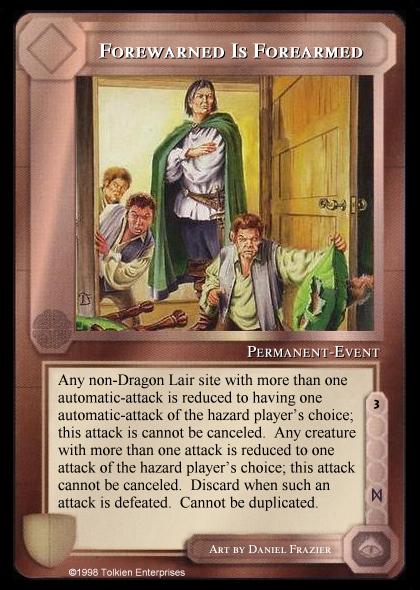 Forewarned Is Forearmed
Permanent-Event
Any non-Dragon Lair site with more than one
automatic-attack is reduced to having one
automatic-attack of the hazard player's choice;
this attack is cannot be canceled. Any creature
with more than one attack is reduced to one
attack of the hazard player's choice; this attack
cannot be canceled. Discard when such an
attack is defeated. Cannot be duplicated.
3
Art by Daniel Frazier
©1998 Tolkien Enterprises